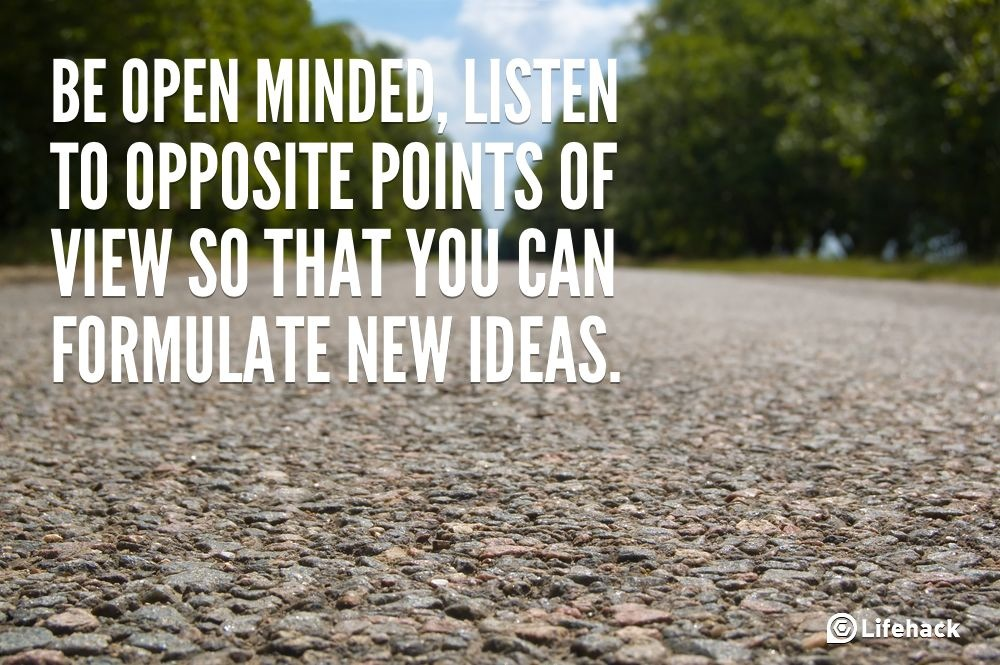 BE OPEN MINDED, LISTEN
TO OPPOSITE POINTS OF
VIEW SO THAT YOU CAN
FORMULATE NEW IDEAS.
Lifehack